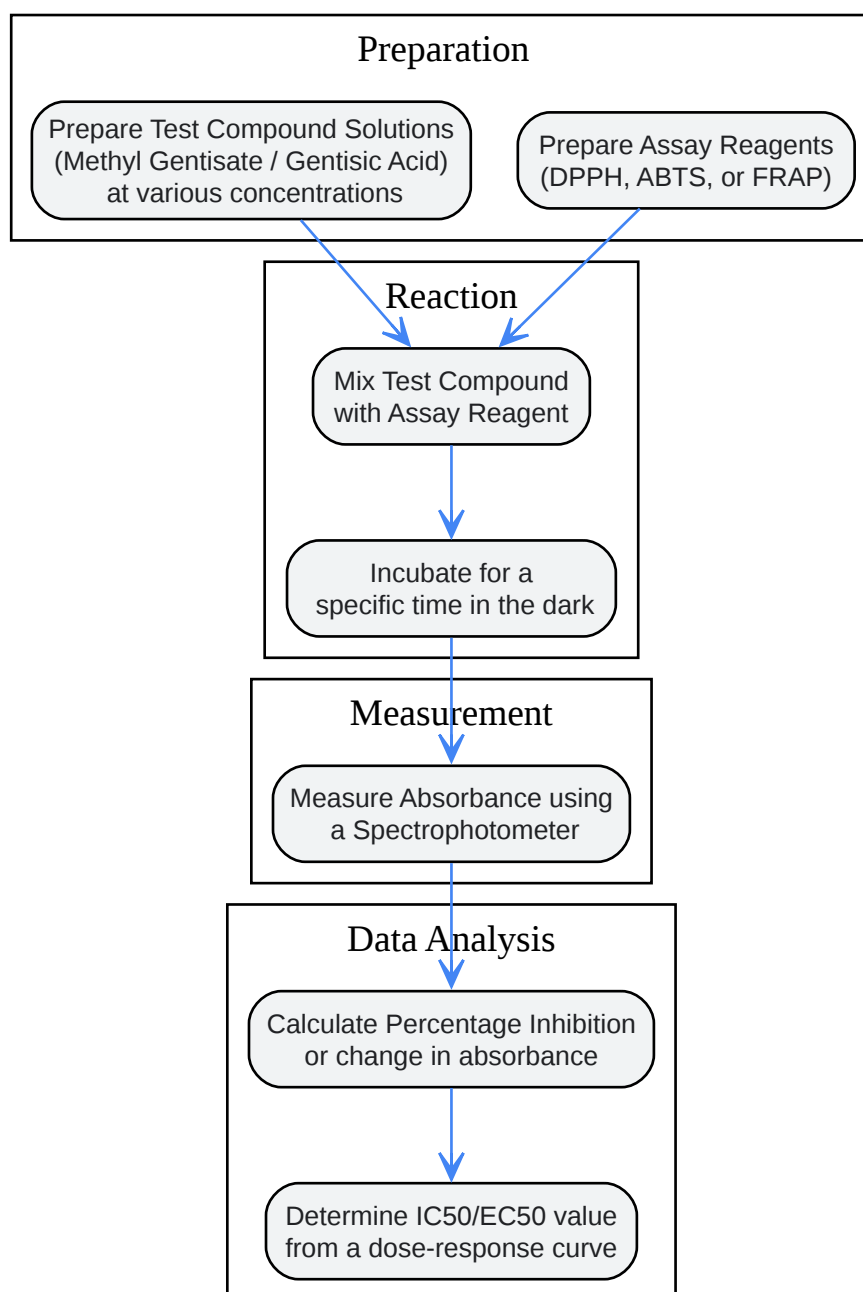 Preparation
Prepare Test Compound Solutions
(Methyl Gentisate / Gentisic Acid)
at various concentrations
Prepare Assay Reagents
(DPPH, ABTS, or FRAP)
Reaction
Mix Test Compound
with Assay Reagent
Incubate for a
specific time in the dark
Measurement
Measure Absorbance using
a Spectrophotometer
Data Analysis
Calculate Percentage Inhibition
or change in absorbance
Determine IC50/EC50 value
from a dose-response curve